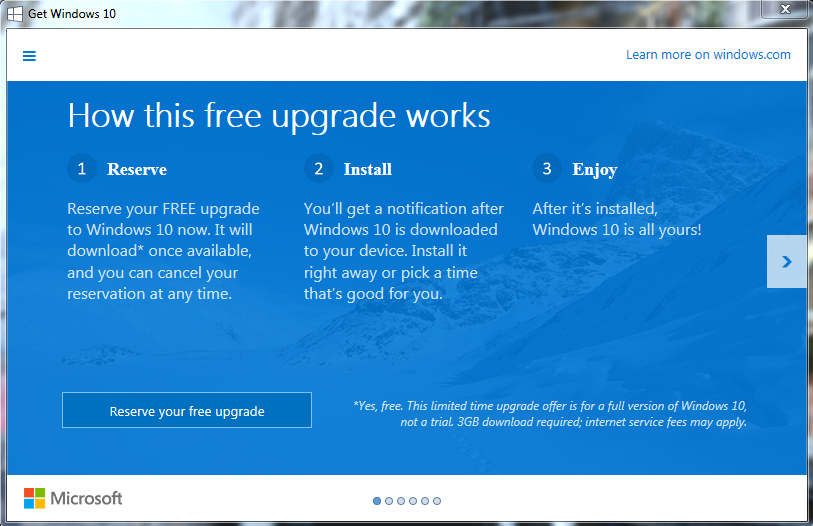 Get Windows 10
Learn more on windows.com
How this free upgrade works
1 Reserve
Reserve your FREE upgrade
to Windows 10 now. It will
download* once available,
and you can cancel your
reservation at any time.
2 Install
You'll get a notification after
Windows 10 is downloaded
to your device. Install it
right away or pick a time
that's good for you.
3 Enjoy
After it's installed,
Windows 10 is all yours!
Reserve your free upgrade
*Yes, free. This limited time upgrade offer is for a full version of Windows 10,
not a trial. 3GB download required; internet service fees may apply.
Microsoft